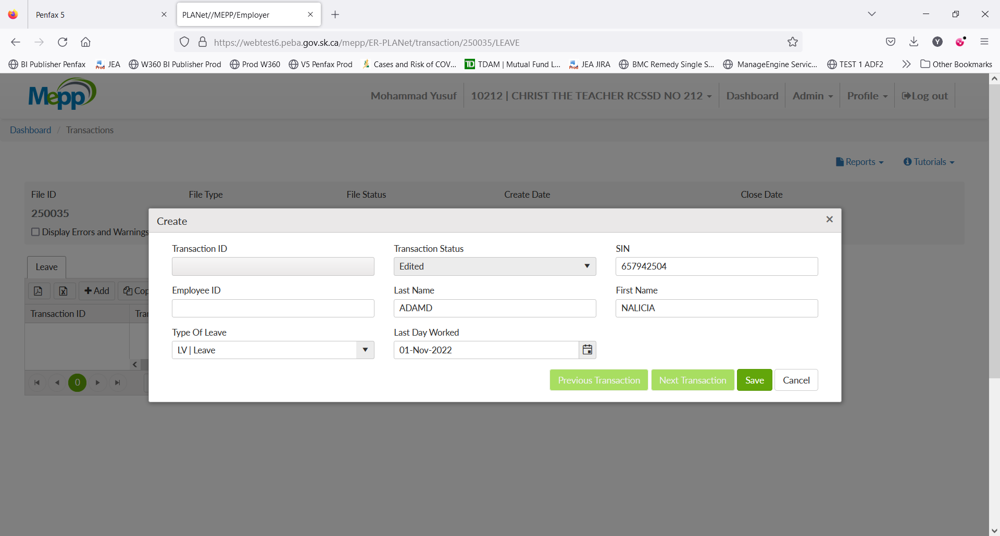 Penfax 5
PLANet//MEPP/Employer
https://webtest6.peba.gov.sk.ca/mepp/ER-PLANet/transaction/250035/LEAVE
Y
BI Publisher Penfax JEA W360 BI Publisher Prod Prod W360 V5 Penfax Prod Cases and Risk of COV... TD TDAM | Mutual Fund L... JEA JIRA BMC Remedy Single S... ManageEngine Servic... TEST 1 ADF2 Other Bookmarks
Mepp
Mohammad Yusuf 10212 | CHRIST THE TEACHER RCSSD NO 212 Dashboard Admin Profile Log out
Dashboard / Transactions
Reports Tutorials
File ID File Type File Status Create Date Close Date
250035
Display Errors and Warnings
Create
Transaction ID Transaction Status SIN
Edited 657942504
Leave
Employee ID Last Name First Name
Add Cop
ADAMD NALICIA
Transaction ID Tra
Type Of Leave Last Day Worked
LV | Leave 01-Nov-2022
0
Previous Transaction Next Transaction Save Cancel